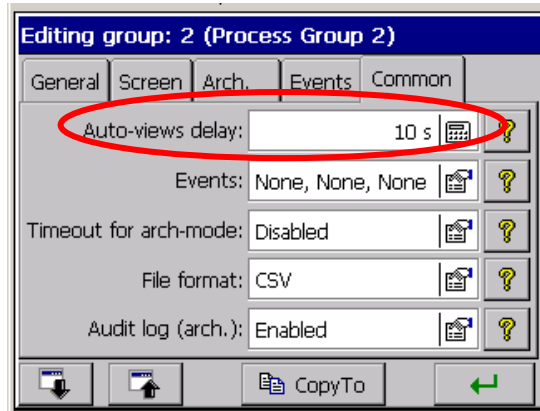 Editing group: 2 (Process Group 2)
General Screen Arch. Events Common
Auto-views delay: 10 s
Events: None, None, None
Timeout for arch-mode: Disabled
File format: CSV
Audit log (arch.): Enabled
CopyTo